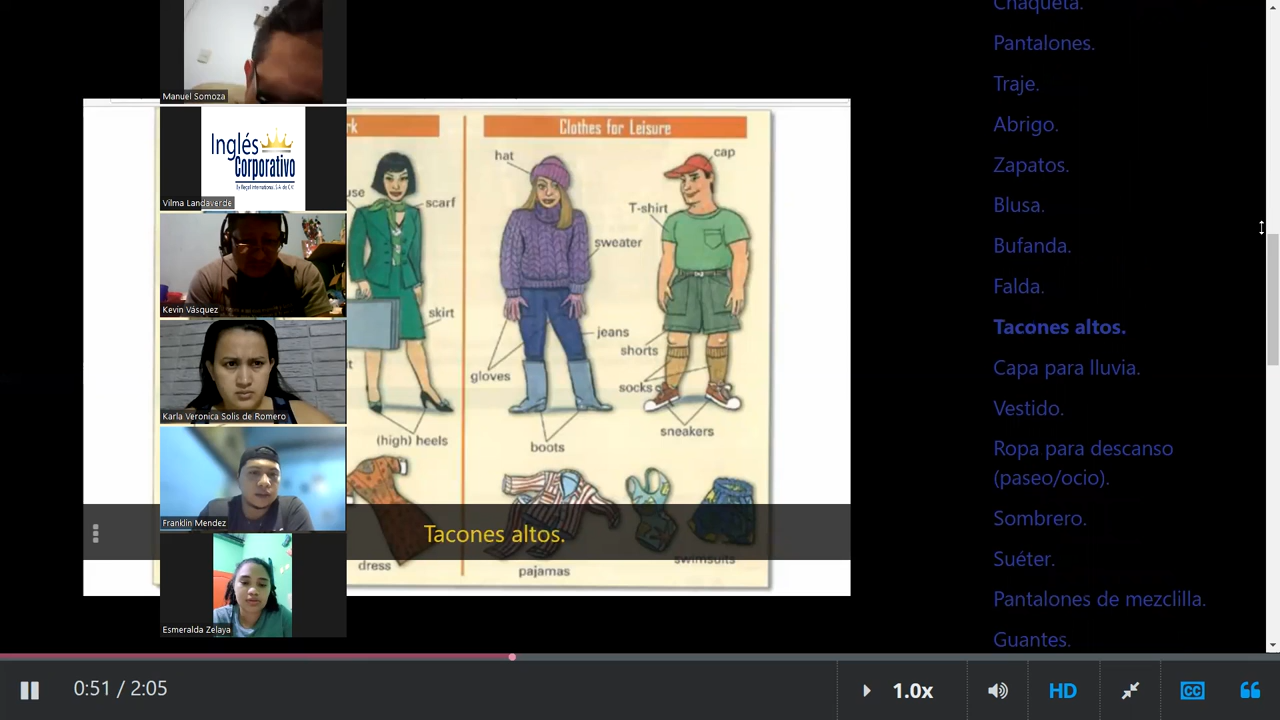 Manuel Somoza
Inglés
Corporativo
Vilma Landaverde
Kevin Vásquez
Karla Veronica Solis de Romero
Franklin Mendez
Esmeralda Zelaya
Clothes for Leisure
scarf
skirt
(high) heels
dress
hat
cap
T-shirt
sweater
jeans
shorts
gloves
socks
boots
sneakers
pajamas
swimsuits
Tacones altos.
Chaqueta.
Pantalones.
Traje.
Abrigo.
Zapatos.
Blusa.
Bufanda.
Falda.
Tacones altos.
Capa para lluvia.
Vestido.
Ropa para descanso
(paseo/ocio).
Sombrero.
Suéter.
Pantalones de mezclilla.
Guantes.
0:51 / 2:05
1.0x
HD
CC